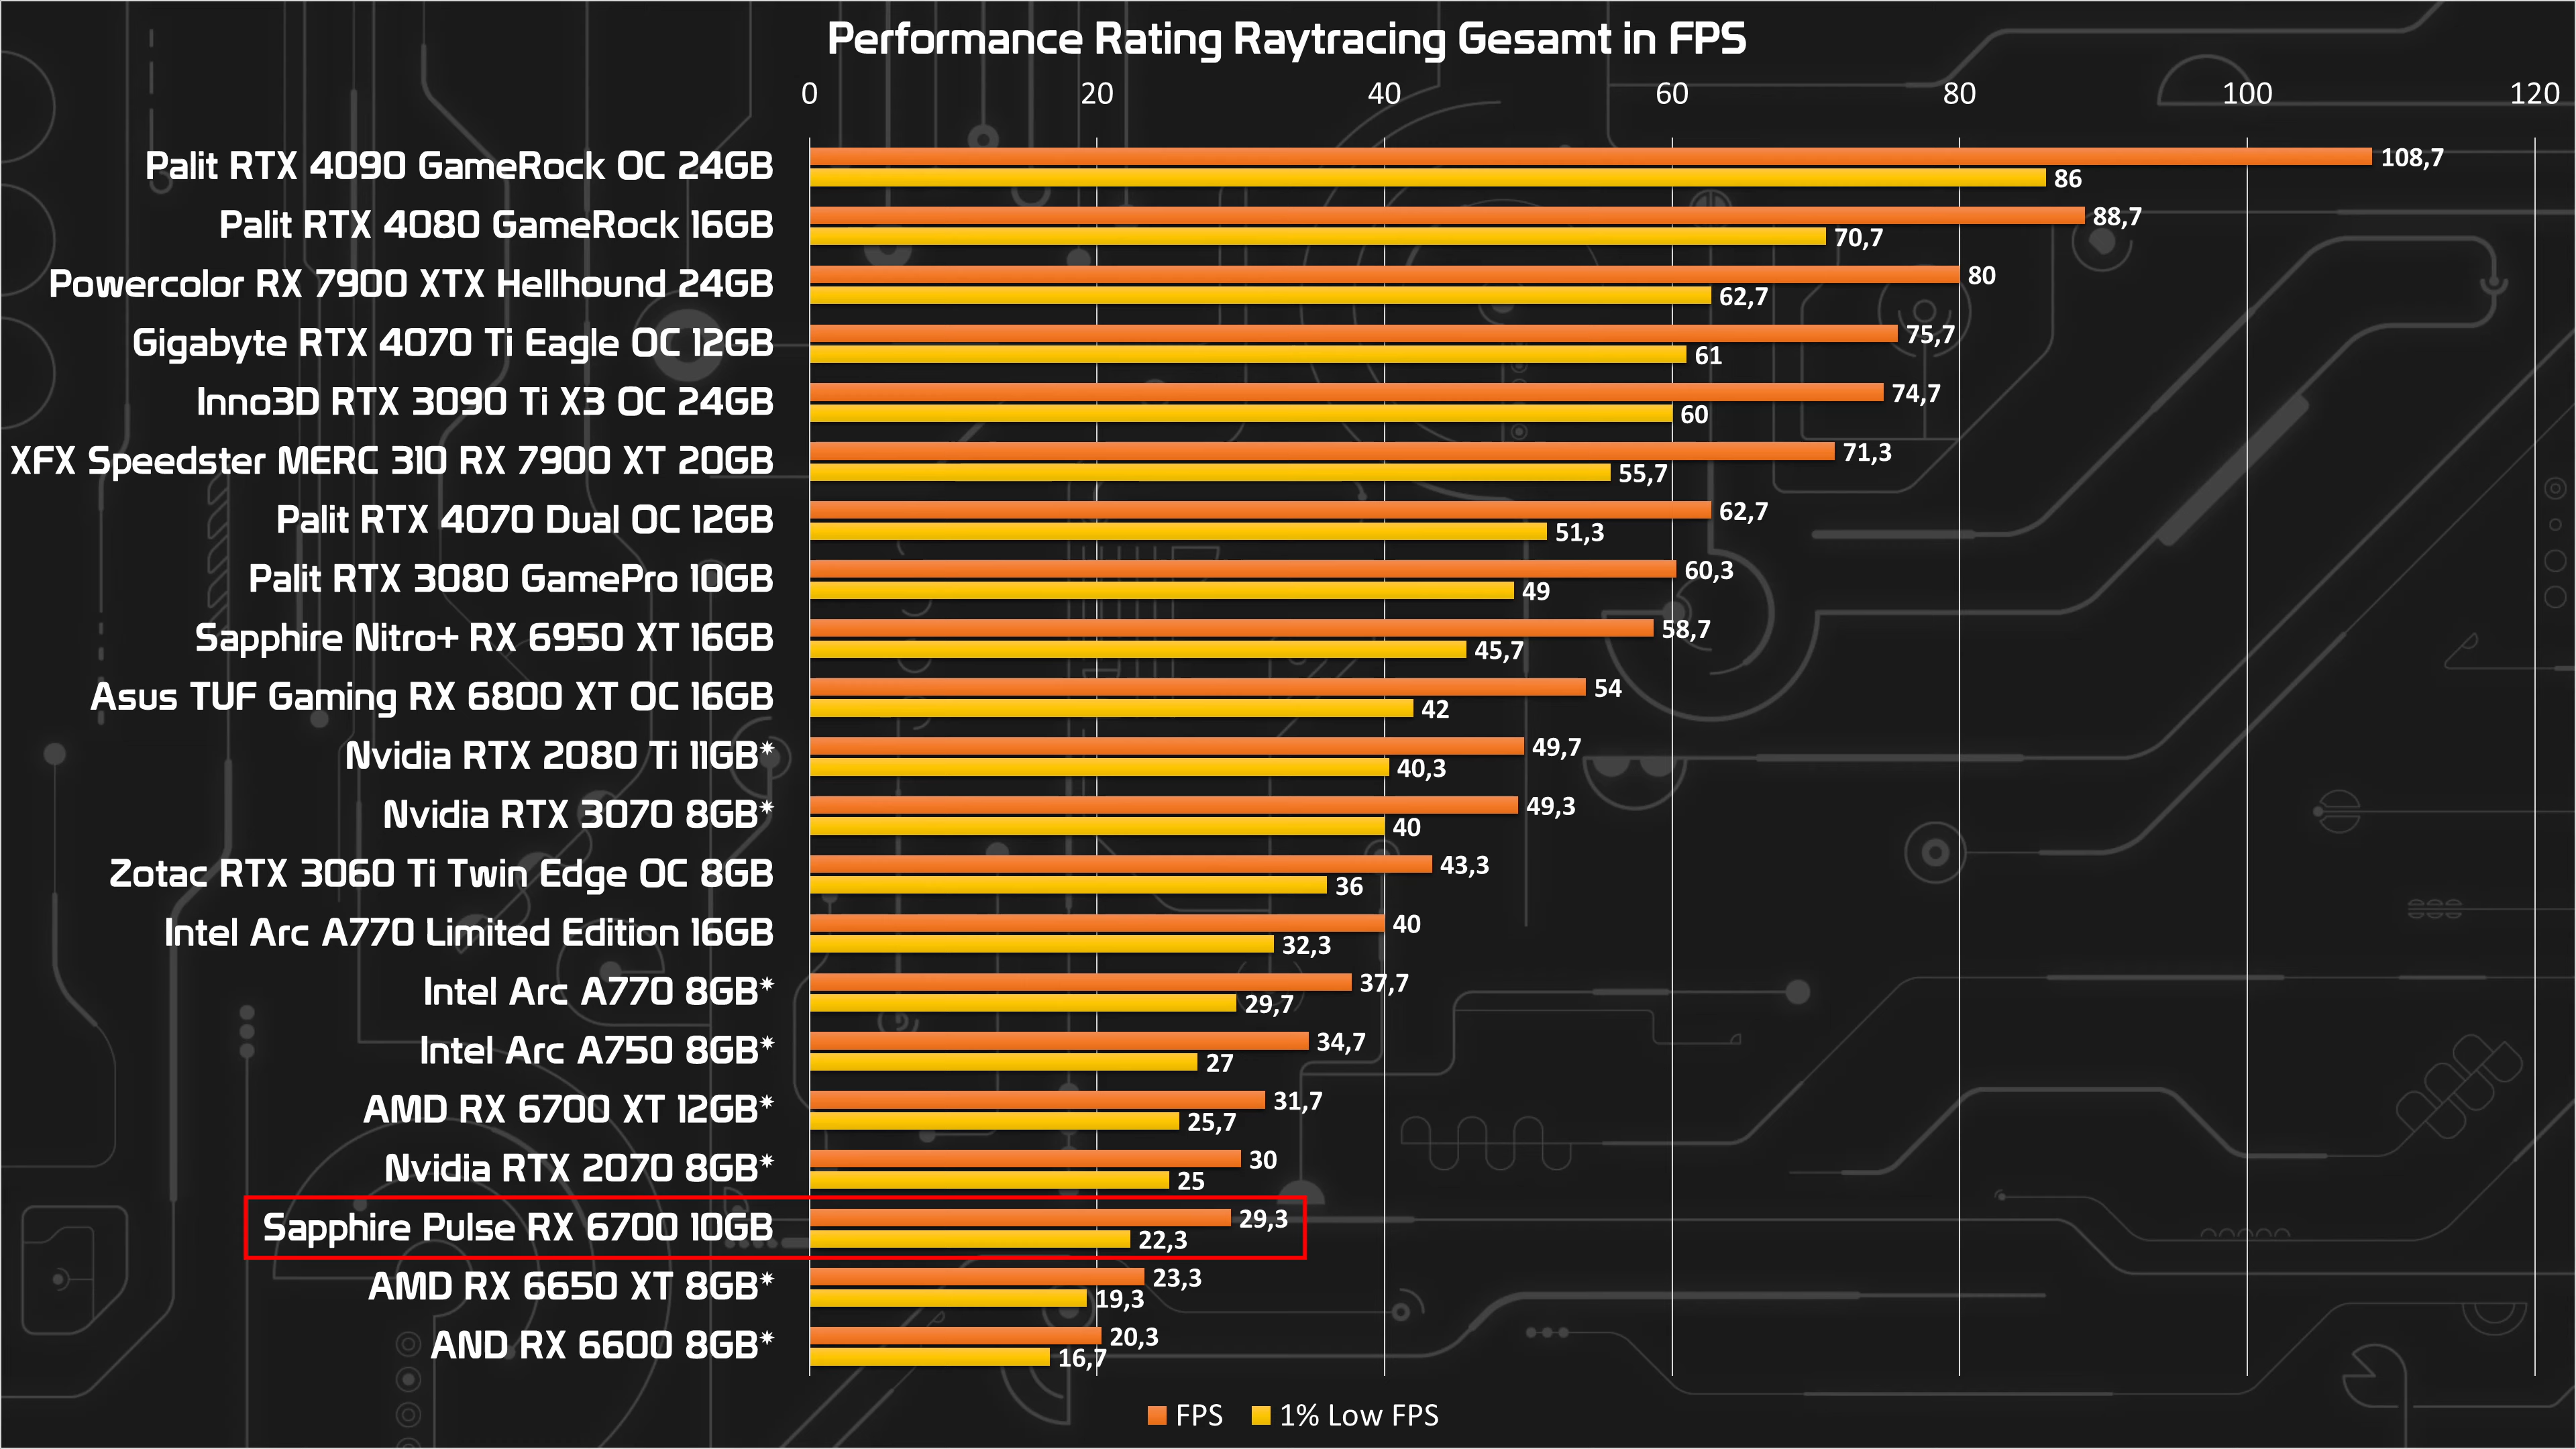 Performance Rating Raytracing Gesamt in FPS
0 20 40 60 80 100 120
Palit RTX 4090 GameRock OC 24GB 108,7
86
Palit RTX 4080 GameRock 16GB 88,7
70,7
Powercolor RX 7900 XTX Hellhound 24GB 80
62,7
Gigabyte RTX 4070 Ti Eagle OC 12GB 75,7
61
Inno3D RTX 3090 Ti X3 OC 24GB 74,7
60
XFX Speedster MERC 310 RX 7900 XT 20GB 71,3
55,7
Palit RTX 4070 Dual OC 12GB 62,7
51,3
Palit RTX 3080 GamePro 10GB 60,3
49
Sapphire Nitro+ RX 6950 XT 16GB 58,7
45,7
Asus TUF Gaming RX 6800 XT OC 16GB 54
42
Nvidia RTX 2080 Ti 11GB* 49,7
40,3
Nvidia RTX 3070 8GB* 49,3
40
Zotac RTX 3060 Ti Twin Edge OC 8GB 43,3
36
Intel Arc A770 Limited Edition 16GB 40
32,3
Intel Arc A770 8GB* 37,7
29,7
Intel Arc A750 8GB* 34,7
27
AMD RX 6700 XT 12GB* 31,7
25,7
Nvidia RTX 2070 8GB* 30
25
Sapphire Pulse RX 6700 10GB 29,3
22,3
AMD RX 6650 XT 8GB* 23,3
19,3
AND RX 6600 8GB* 20,3
16,7
FPS 1% Low FPS